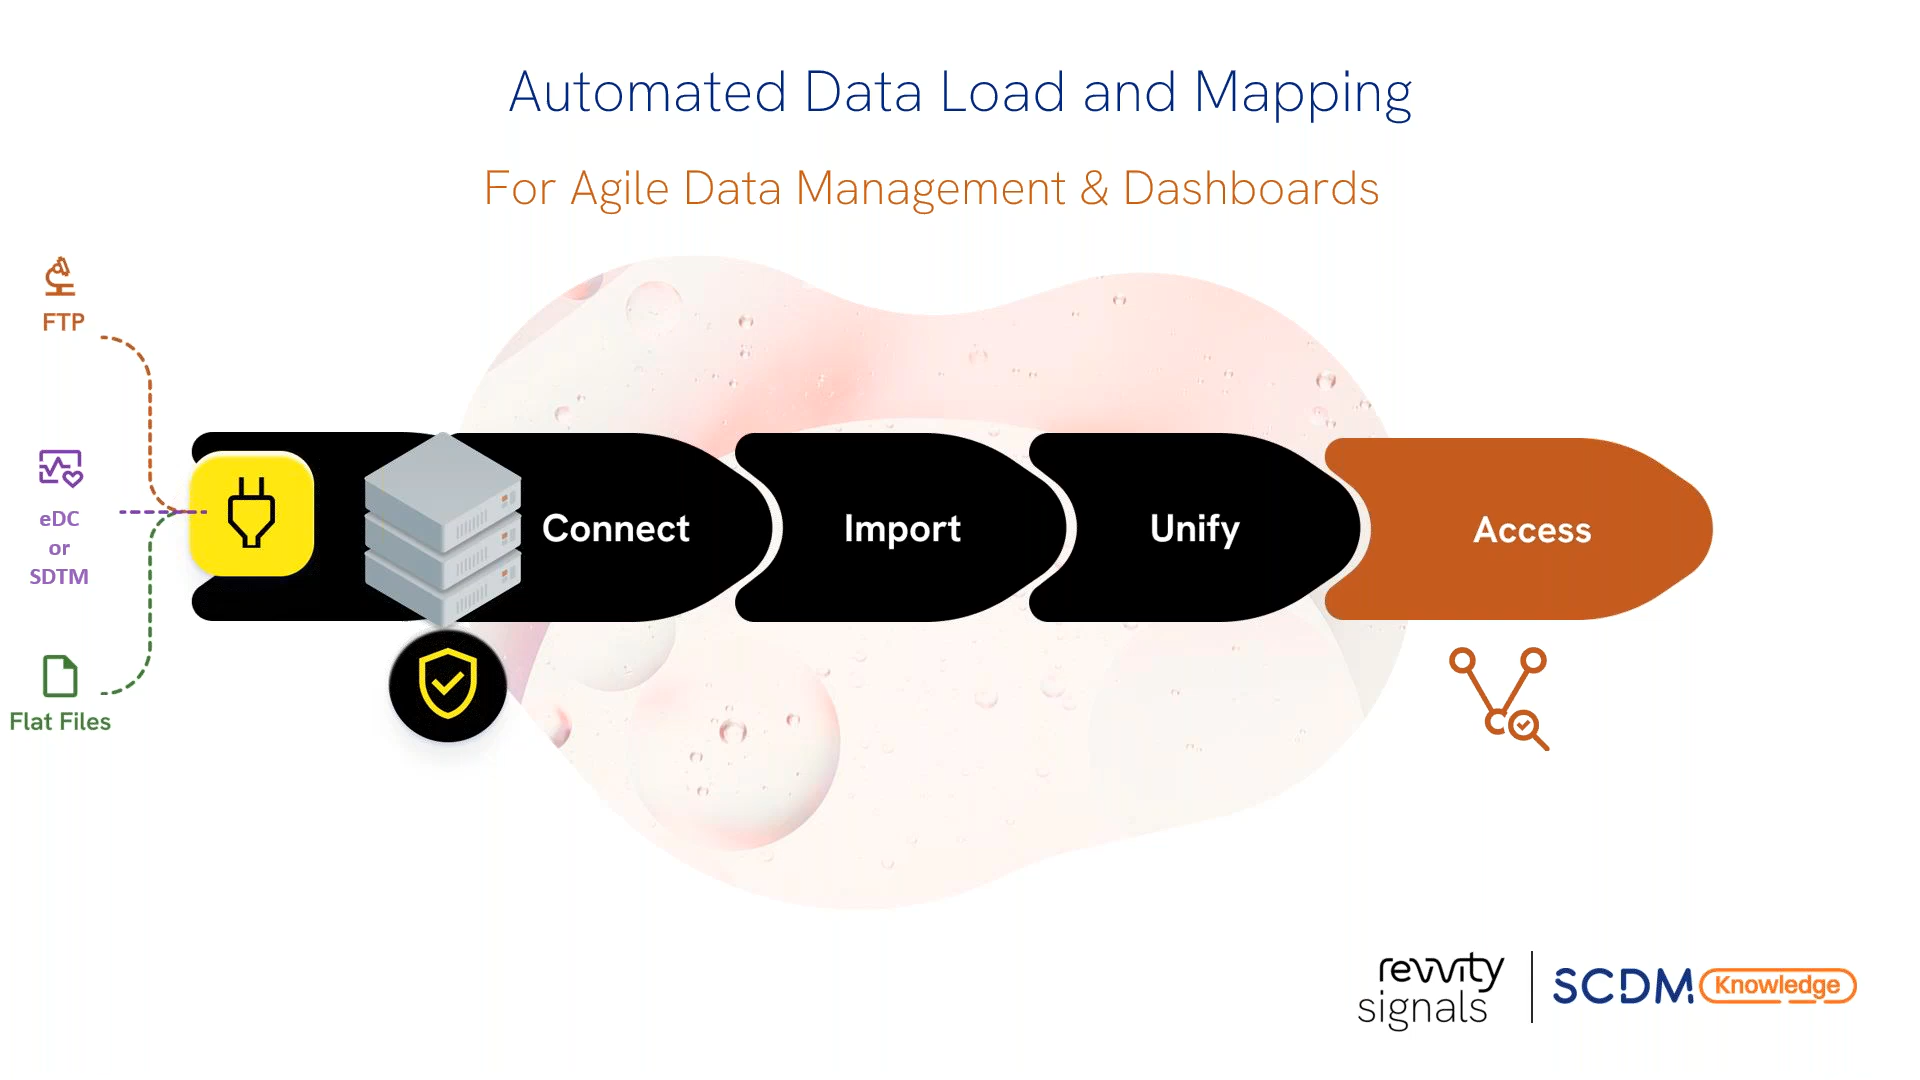 Automated Data Load and Mapping
For Agile Data Management & Dashboards
FTP
eDC
or
SDTM
Flat Files
Connect
Import
Unify
Access
revvity
signals
SCDM Knowledge